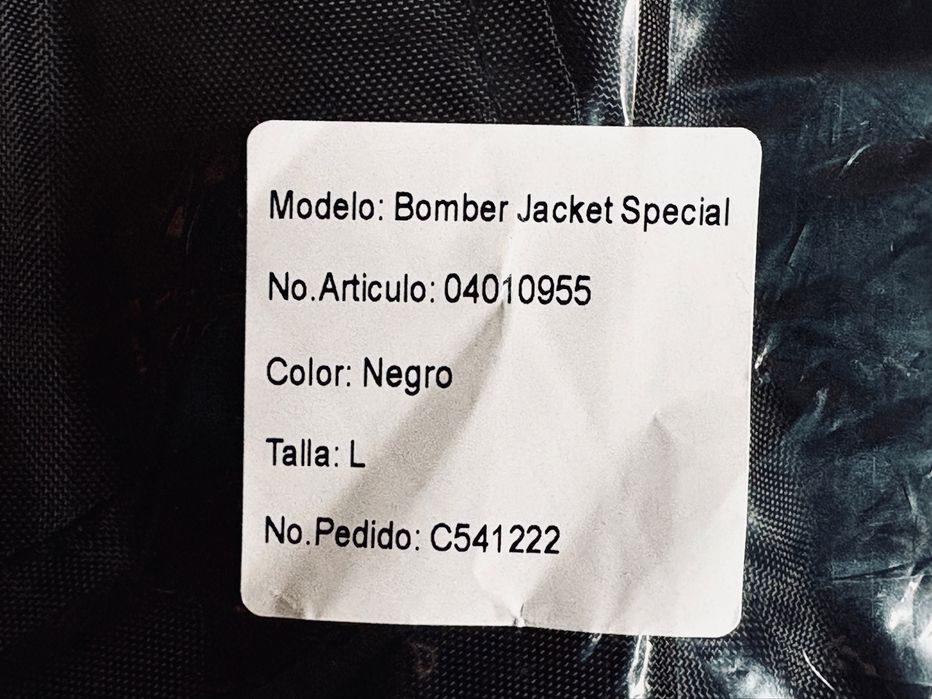 Modelo: Bomber Jacket Special
No.Articulo: 04010955
Color: Negro
Talla: L
No.Pedido: C541222